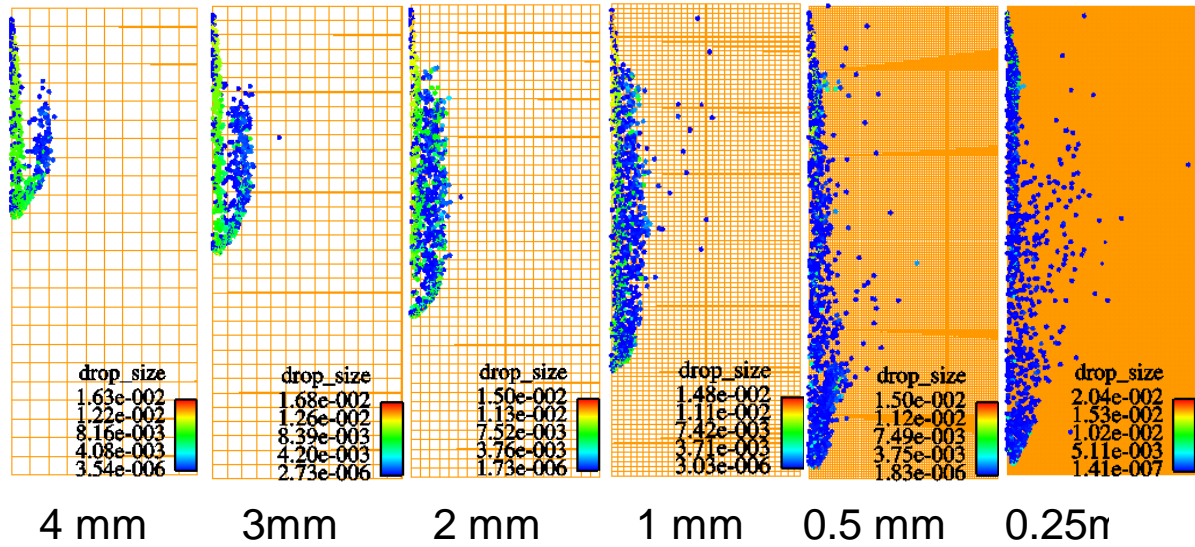 drop_size
1.63e-002
1.22e-002
8.16e-003
4.08e-003
3.54e-006
drop_size
1.68e-002
1.26e-002
8.39e-003
4.20e-003
2.73e-006
drop_size
1.50e-002
1.13e-002
7.52e-003
3.76e-003
1.73e-006
drop_size
1.48e-002
1.11e-002
7.42e-003
3.71e-003
3.03e-006
drop_size
1.50e-002
1.12e-002
7.49e-003
3.75e-003
1.83e-006
drop_size
2.04e-002
1.53e-002
1.02e-002
5.11e-003
1.41e-007
4 mm
3mm
2 mm
1 mm
0.5 mm
0.25